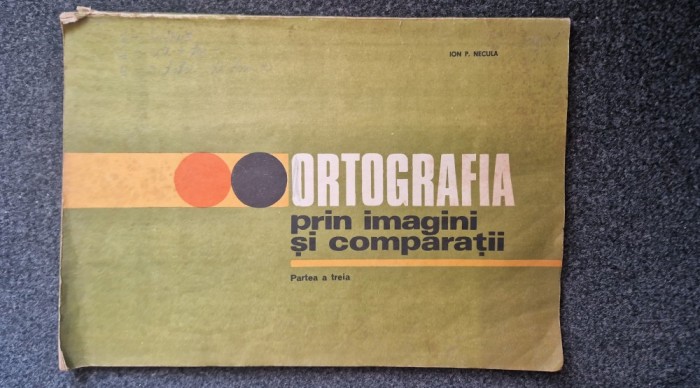 ION P. NECULA
ORTOGRAFIA
prin imagini
și comparații
Partea a treia